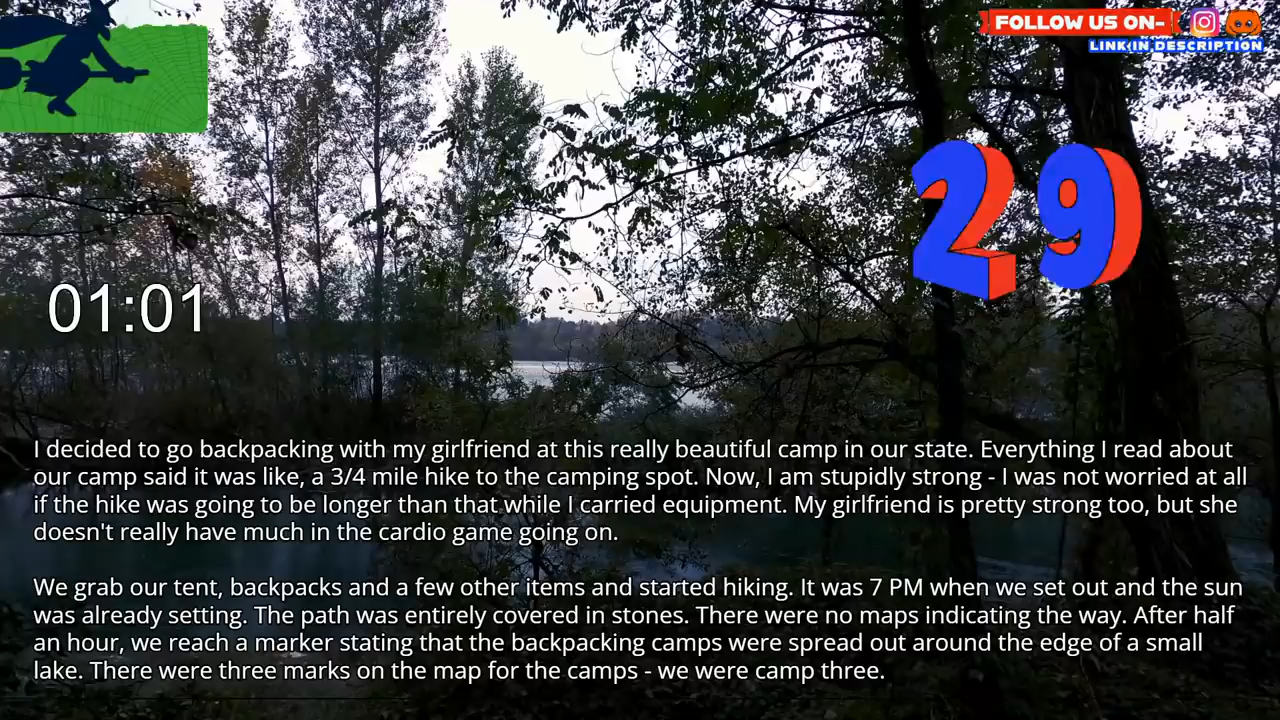 FOLLOW US ON-
LINK IN DESCRIPTION
29
01:01
I decided to go backpacking with my girlfriend at this really beautiful camp in our state. Everything I read about
our camp said it was like, a 3/4 mile hike to the camping spot. Now, I am stupidly strong - I was not worried at all
if the hike was going to be longer than that while I carried equipment. My girlfriend is pretty strong too, but she
doesn't really have much in the cardio game going on.
We grab our tent, backpacks and a few other items and started hiking. It was 7 PM when we set out and the sun
was already setting. The path was entirely covered in stones. There were no maps indicating the way. After half
an hour, we reach a marker stating that the backpacking camps were spread out around the edge of a small
lake. There were three marks on the map for the camps - we were camp three.